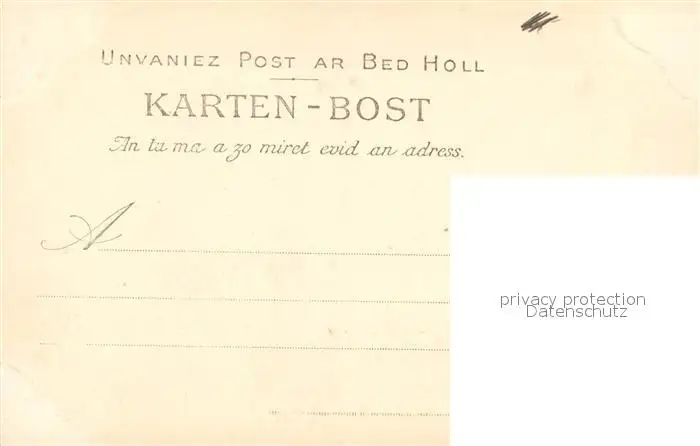 UNVANIEZ POST AR BED HOLL
KARTEN-BOST
An tu ma a zo miret evid an adress.
A
privacy protection
Datenschutz